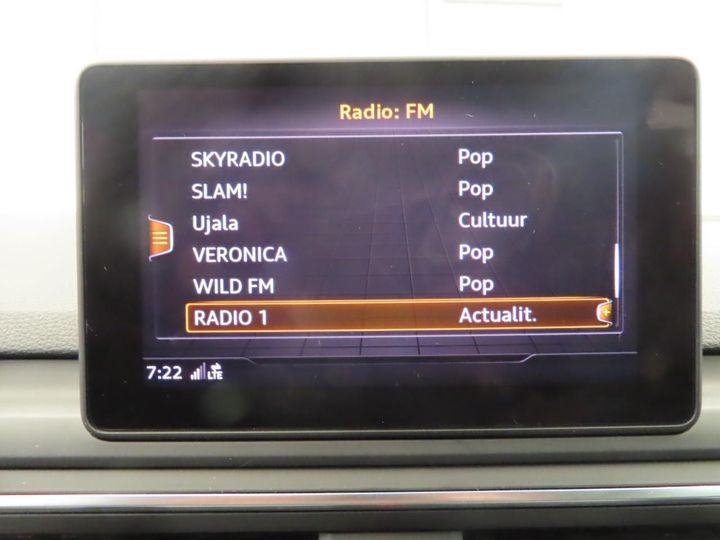 Radio: FM
SKYRADIO Pop
SLAM! Pop
Ujala Cultuur
VERONICA Pop
WILD FM Pop
RADIO 1 Actualit.
7:22 LTE